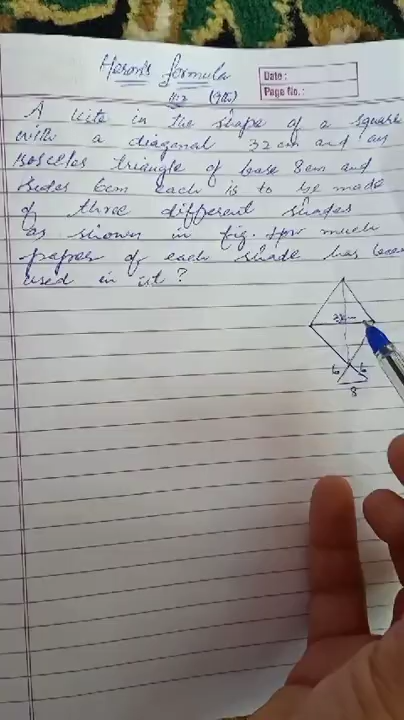 Heron's formula
11.2 (9th)
Date :
Page No. :
A kite in the shape of a square
with a diagonal 32 cm and an
isosceles triangle of base 8cm and
sides 6cm each is to be made
of three different shades
as shown in fig. How much
paper of each shade has been
used in it ?
32
6 6
8